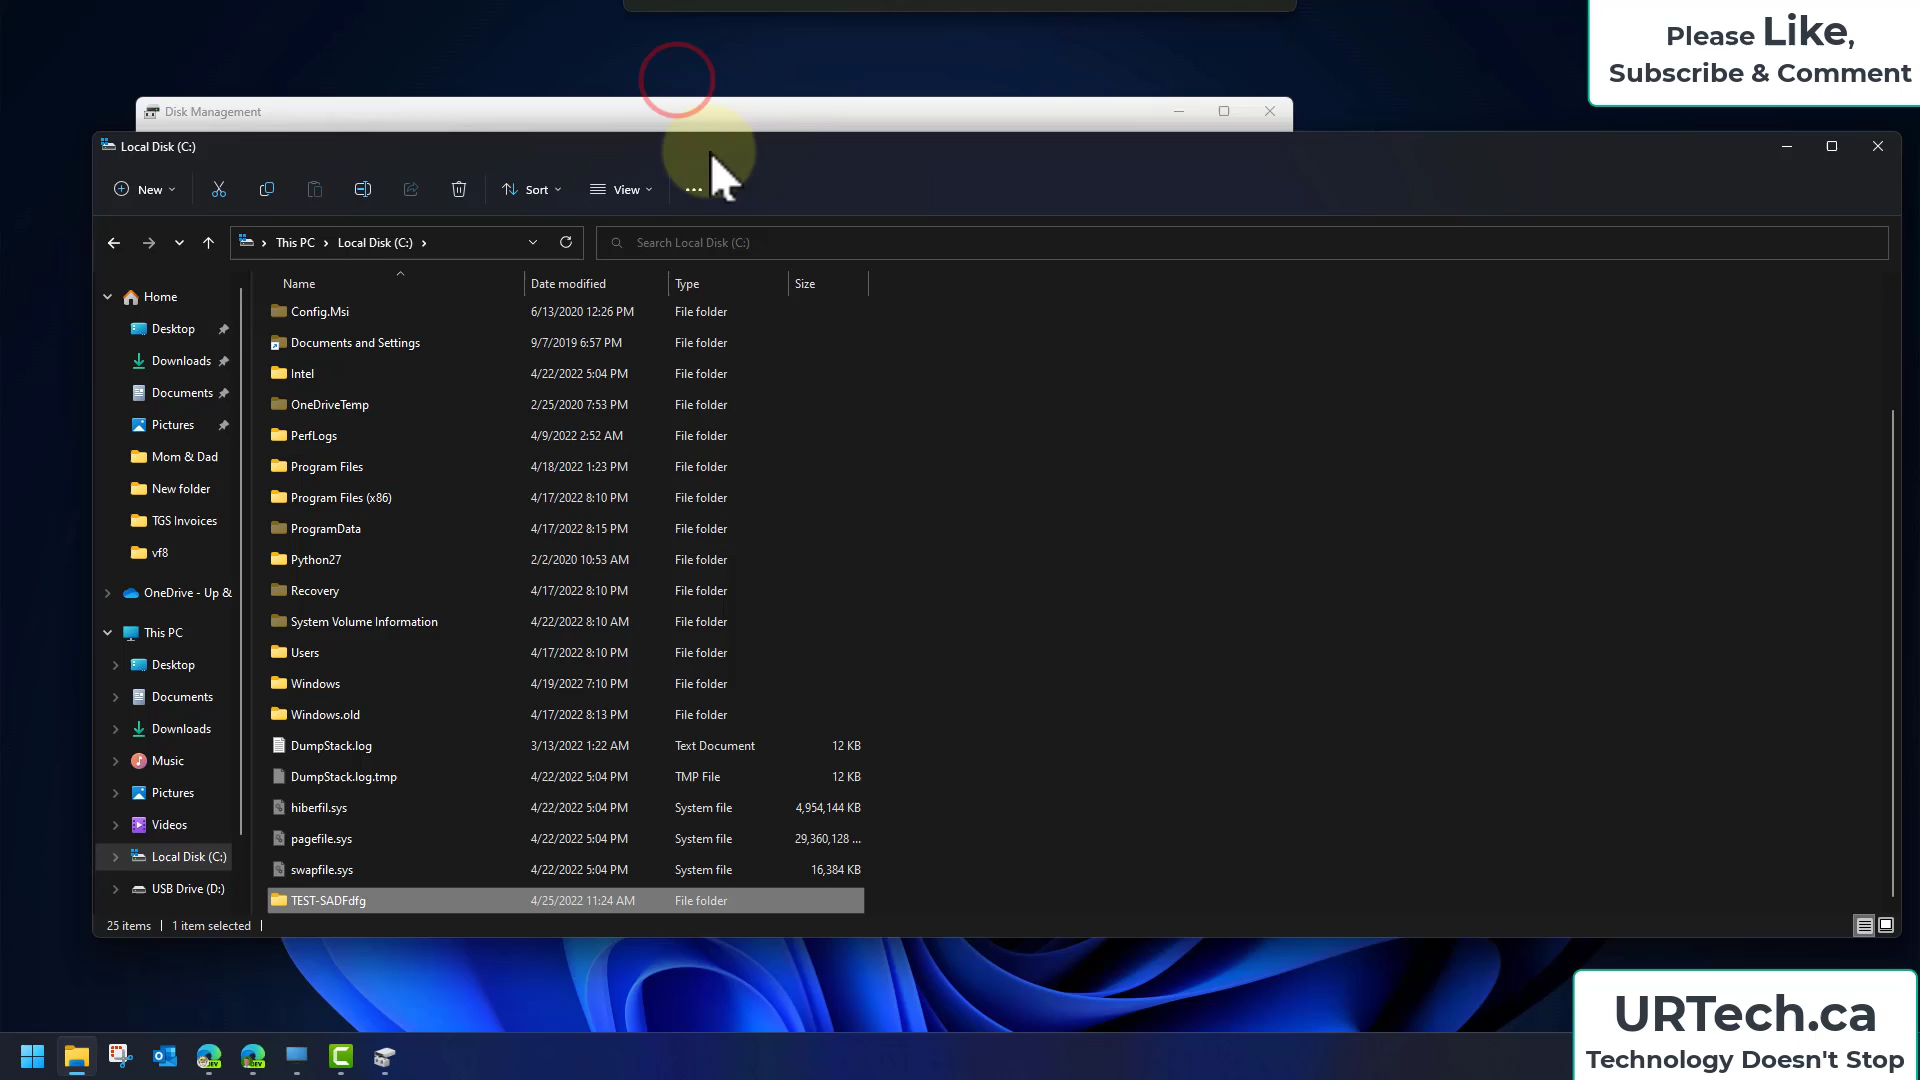 Please Like,
Subscribe & Comment
Disk Management
Local Disk (C:)
New
Sort
View
This PC
Local Disk (C:)
Search Local Disk (C:)
Name
Date modified
Type
Size
Home
Desktop
Downloads
Documents
Pictures
Mom & Dad
New folder
TGS Invoices
vf8
OneDrive - Up &
This PC
Desktop
Documents
Downloads
Music
Pictures
Videos
Local Disk (C:)
USB Drive (D:)
Config.Msi 6/13/2020 12:26 PM File folder
Documents and Settings 9/7/2019 6:57 PM File folder
Intel 4/22/2022 5:04 PM File folder
OneDriveTemp 2/25/2020 7:53 PM File folder
PerfLogs 4/9/2022 2:52 AM File folder
Program Files 4/18/2022 1:23 PM File folder
Program Files (x86) 4/17/2022 8:10 PM File folder
ProgramData 4/17/2022 8:15 PM File folder
Python27 2/2/2020 10:53 AM File folder
Recovery 4/17/2022 8:10 PM File folder
System Volume Information 4/22/2022 8:10 AM File folder
Users 4/17/2022 8:10 PM File folder
Windows 4/19/2022 7:10 PM File folder
Windows.old 4/17/2022 8:13 PM File folder
DumpStack.log 3/13/2022 1:22 AM Text Document 12 KB
DumpStack.log.tmp 4/22/2022 5:04 PM TMP File 12 KB
hiberfil.sys 4/22/2022 5:04 PM System file 4,954,144 KB
pagefile.sys 4/22/2022 5:04 PM System file 29,360,128 ...
swapfile.sys 4/22/2022 5:04 PM System file 16,384 KB
TEST-SADFdfg 4/25/2022 11:24 AM File folder
25 items
1 item selected
URTech.ca
Technology Doesn't Stop